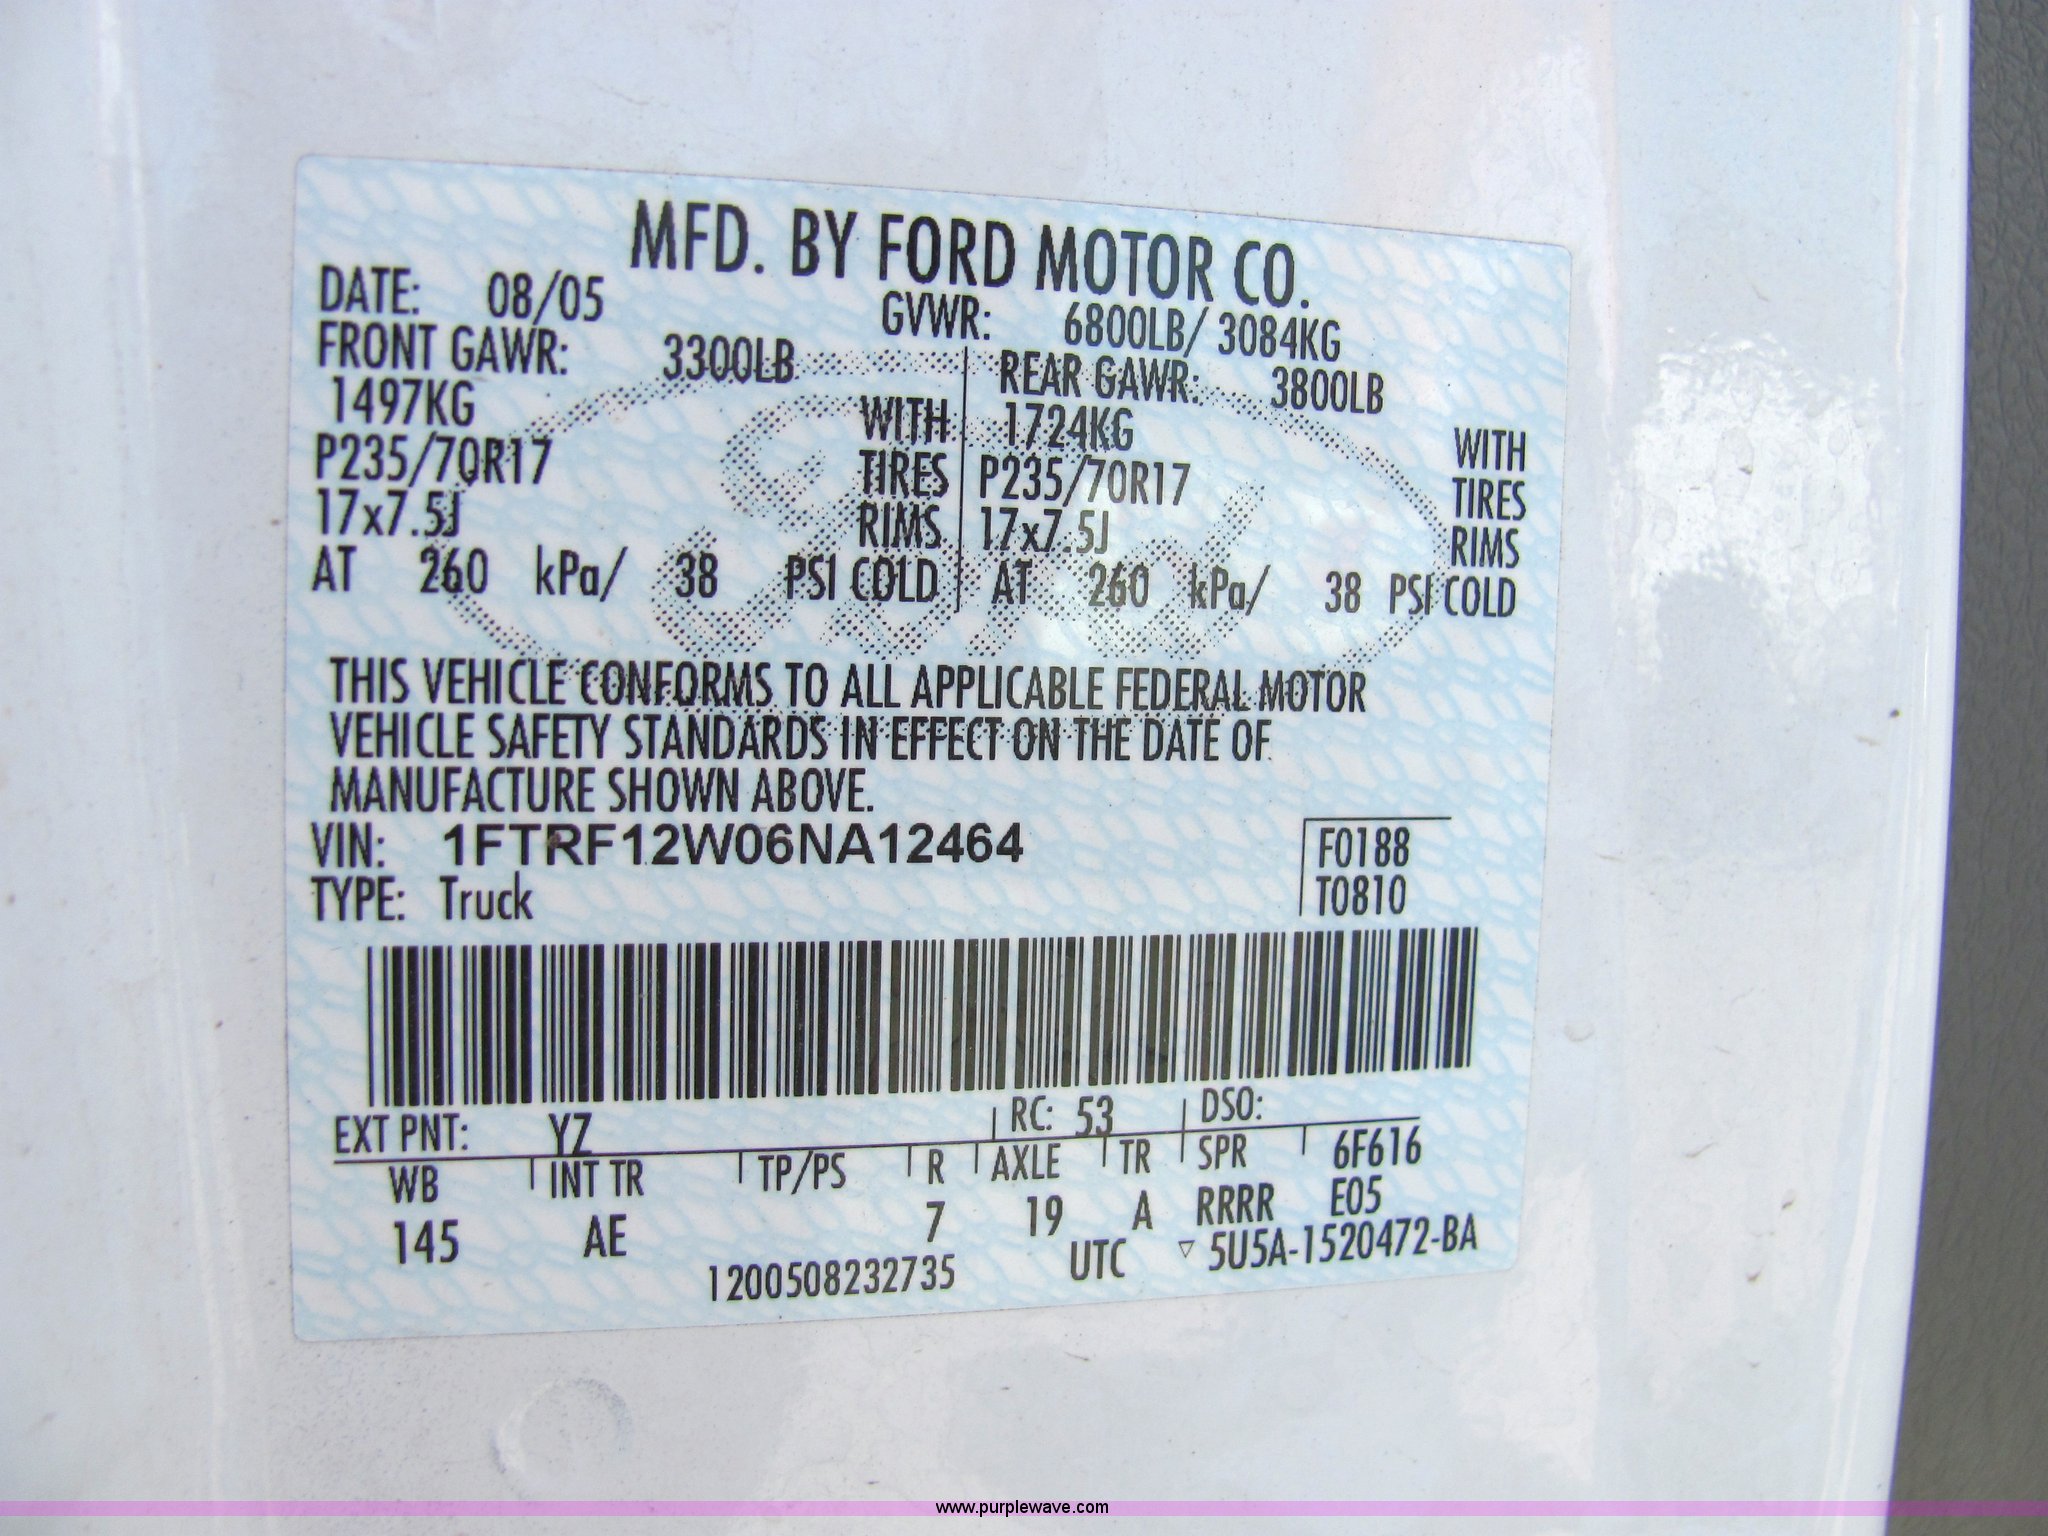 MFD. BY FORD MOTOR CO.
DATE: 08/05 GVWR: 6800LB/ 3084KG
FRONT GAWR: 3300LB REAR GAWR: 3800LB
1497KG WITH 1724KG WITH
P235/70R17 TIRES P235/70R17 TIRES
17x7.5J RIMS 17x7.5J RIMS
AT 260 kPa/ 38 PSI COLD AT 260 kPa/ 38 PSI COLD
THIS VEHICLE CONFORMS TO ALL APPLICABLE FEDERAL MOTOR
VEHICLE SAFETY STANDARDS IN EFFECT ON THE DATE OF
MANUFACTURE SHOWN ABOVE.
VIN: 1FTRF12W06NA12464 F0188
TYPE: Truck T0810
EXT PNT: YZ RC: 53 DSO:
WB INT TR TP/PS R AXLE TR SPR 6F616
145 AE 7 19 A RRRR E05
1200508232735 UTC ▽ 5U5A-1520472-BA
www.purplewave.com